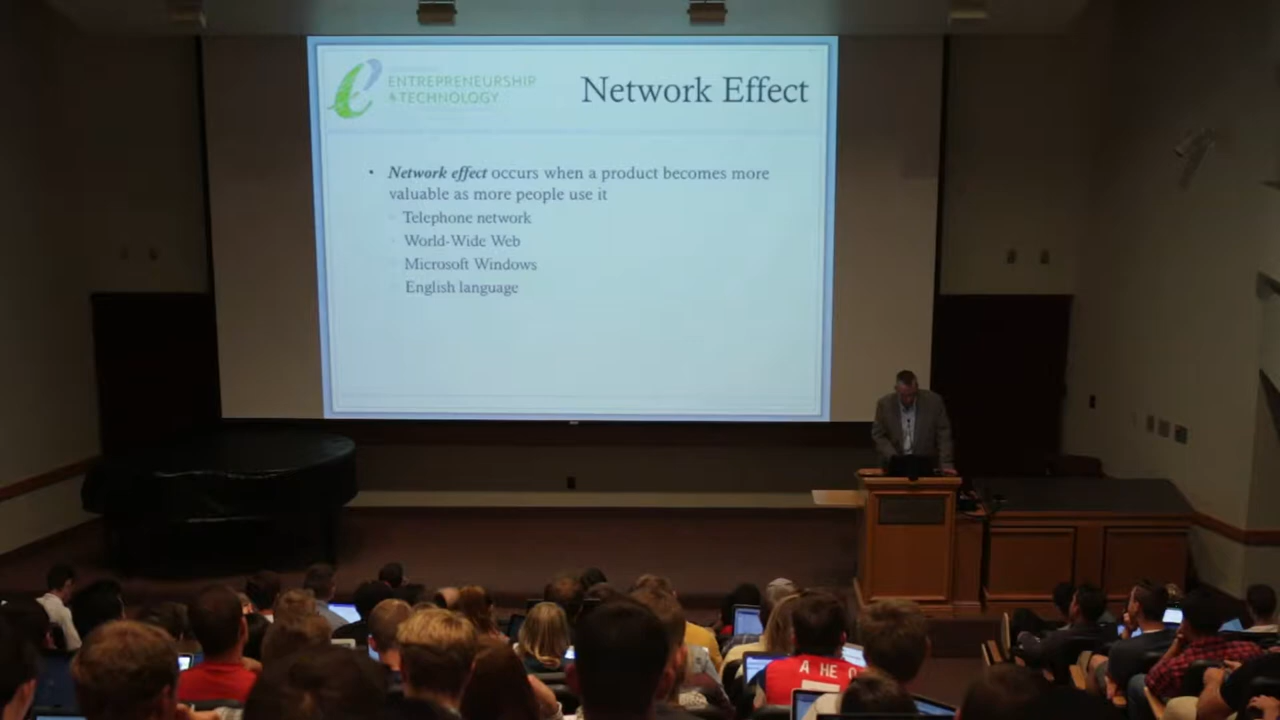 ENTREPRENEURSHIP
& TECHNOLOGY
Network Effect
• Network effect occurs when a product becomes more
valuable as more people use it
Telephone network
World-Wide Web
Microsoft Windows
English language
A HE